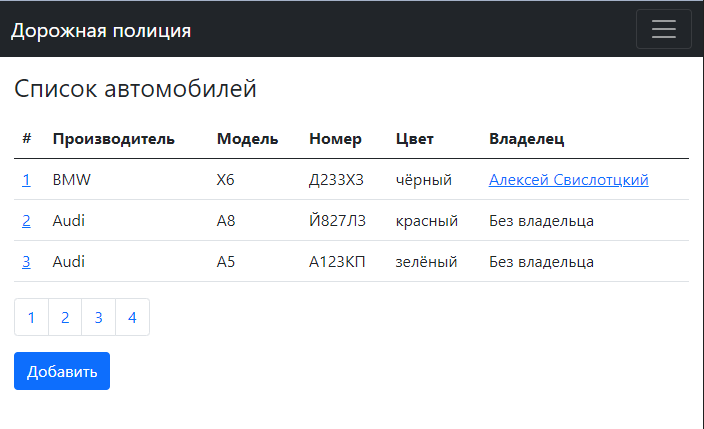 Дорожная полиция
Список автомобилей
# Производитель Модель Номер Цвет Владелец
1 BMW X6 Д233ХЗ чёрный Алексей Свислотцкий
2 Audi A8 Й827ЛЗ красный Без владельца
3 Audi A5 А123КП зелёный Без владельца
1 2 3 4
Добавить